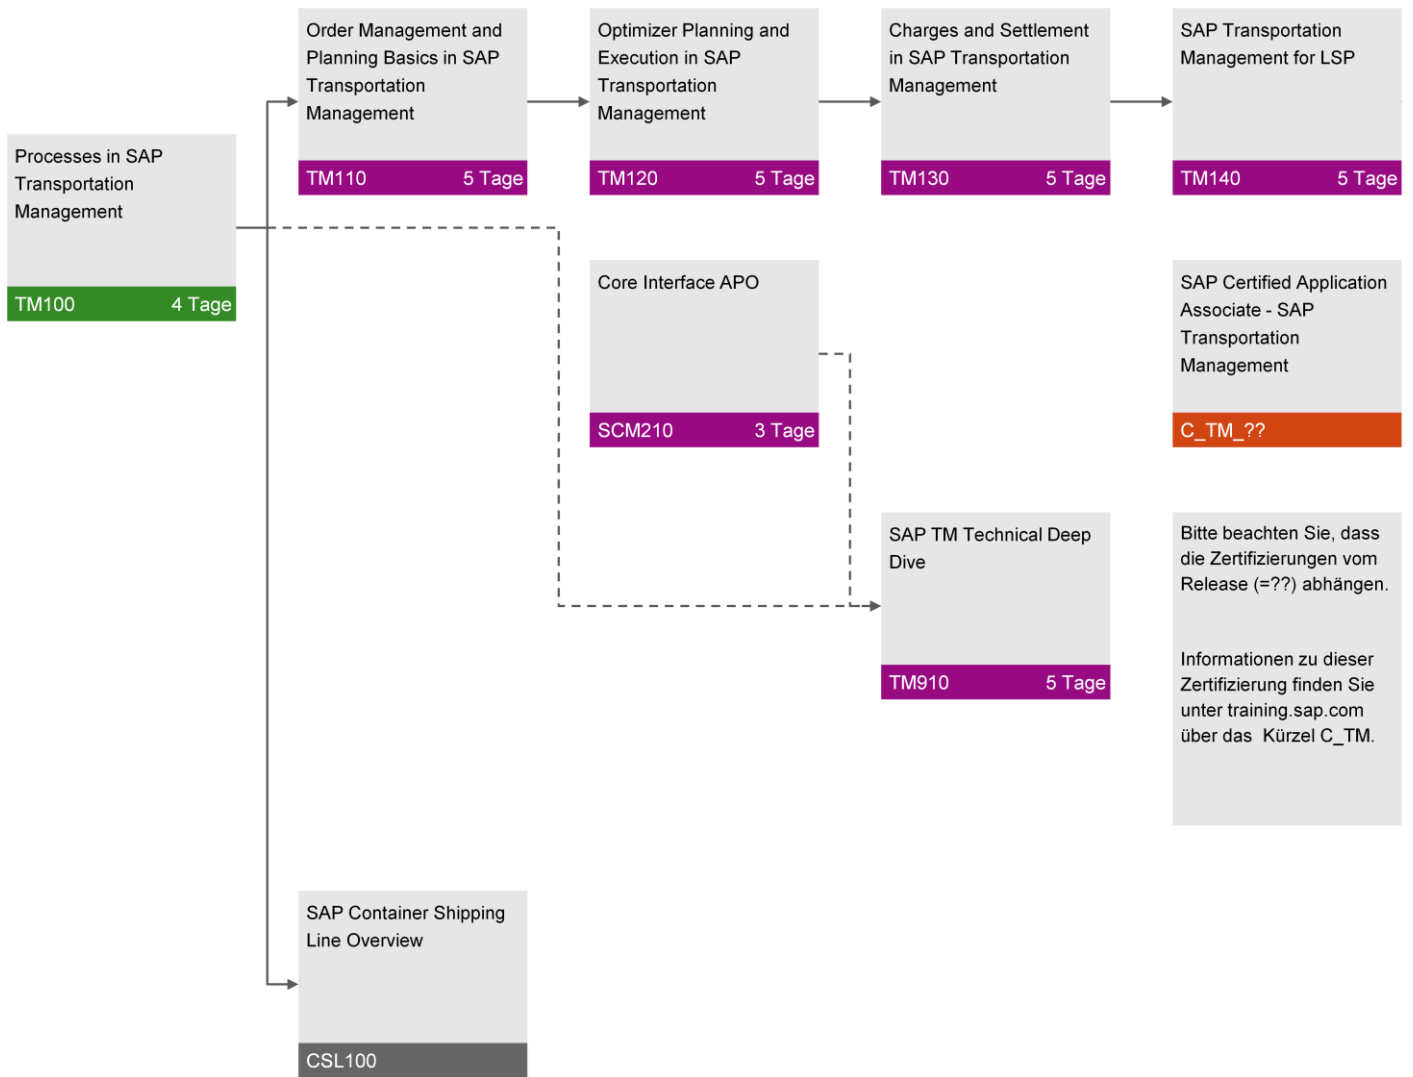 Processes in SAP
Transportation
Management
TM100 4 Tage
Order Management and
Planning Basics in SAP
Transportation
Management
TM110 5 Tage
Optimizer Planning and
Execution in SAP
Transportation
Management
TM120 5 Tage
Charges and Settlement
in SAP Transportation
Management
TM130 5 Tage
SAP Transportation
Management for LSP
TM140 5 Tage
Core Interface APO
SCM210 3 Tage
SAP Certified Application
Associate - SAP
Transportation
Management
C_TM_??
SAP TM Technical Deep
Dive
TM910 5 Tage
Bitte beachten Sie, dass
die Zertifizierungen vom
Release (=??) abhängen.
Informationen zu dieser
Zertifizierung finden Sie
unter training.sap.com
über das  Kürzel C_TM.
SAP Container Shipping
Line Overview
CSL100